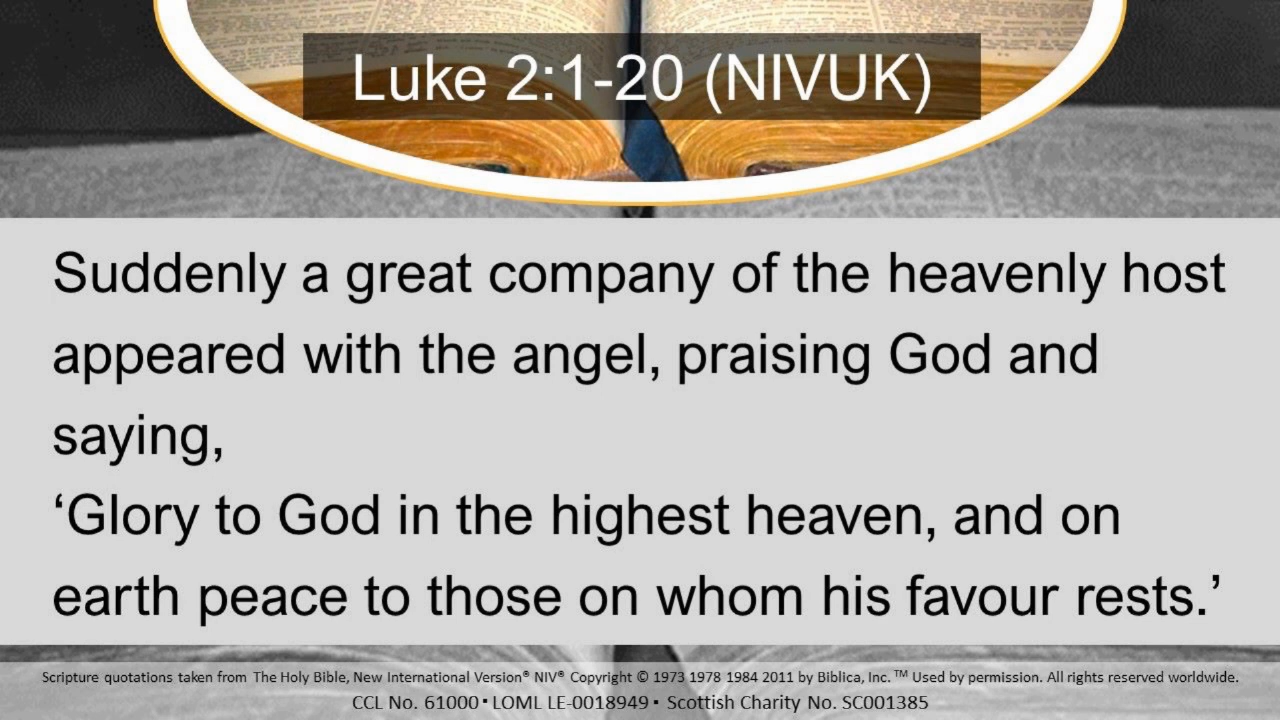 Luke 2:1-20 (NIVUK)
Suddenly a great company of the heavenly host
appeared with the angel, praising God and
saying,
‘Glory to God in the highest heaven, and on
earth peace to those on whom his favour rests.’
Scripture quotations taken from The Holy Bible, New International Version® NIV® Copyright © 1973 1978 1984 2011 by Biblica, Inc.™ Used by permission. All rights reserved worldwide.
CCL No. 61000▪LOML LE-0018949▪ Scottish Charity No. SC001385